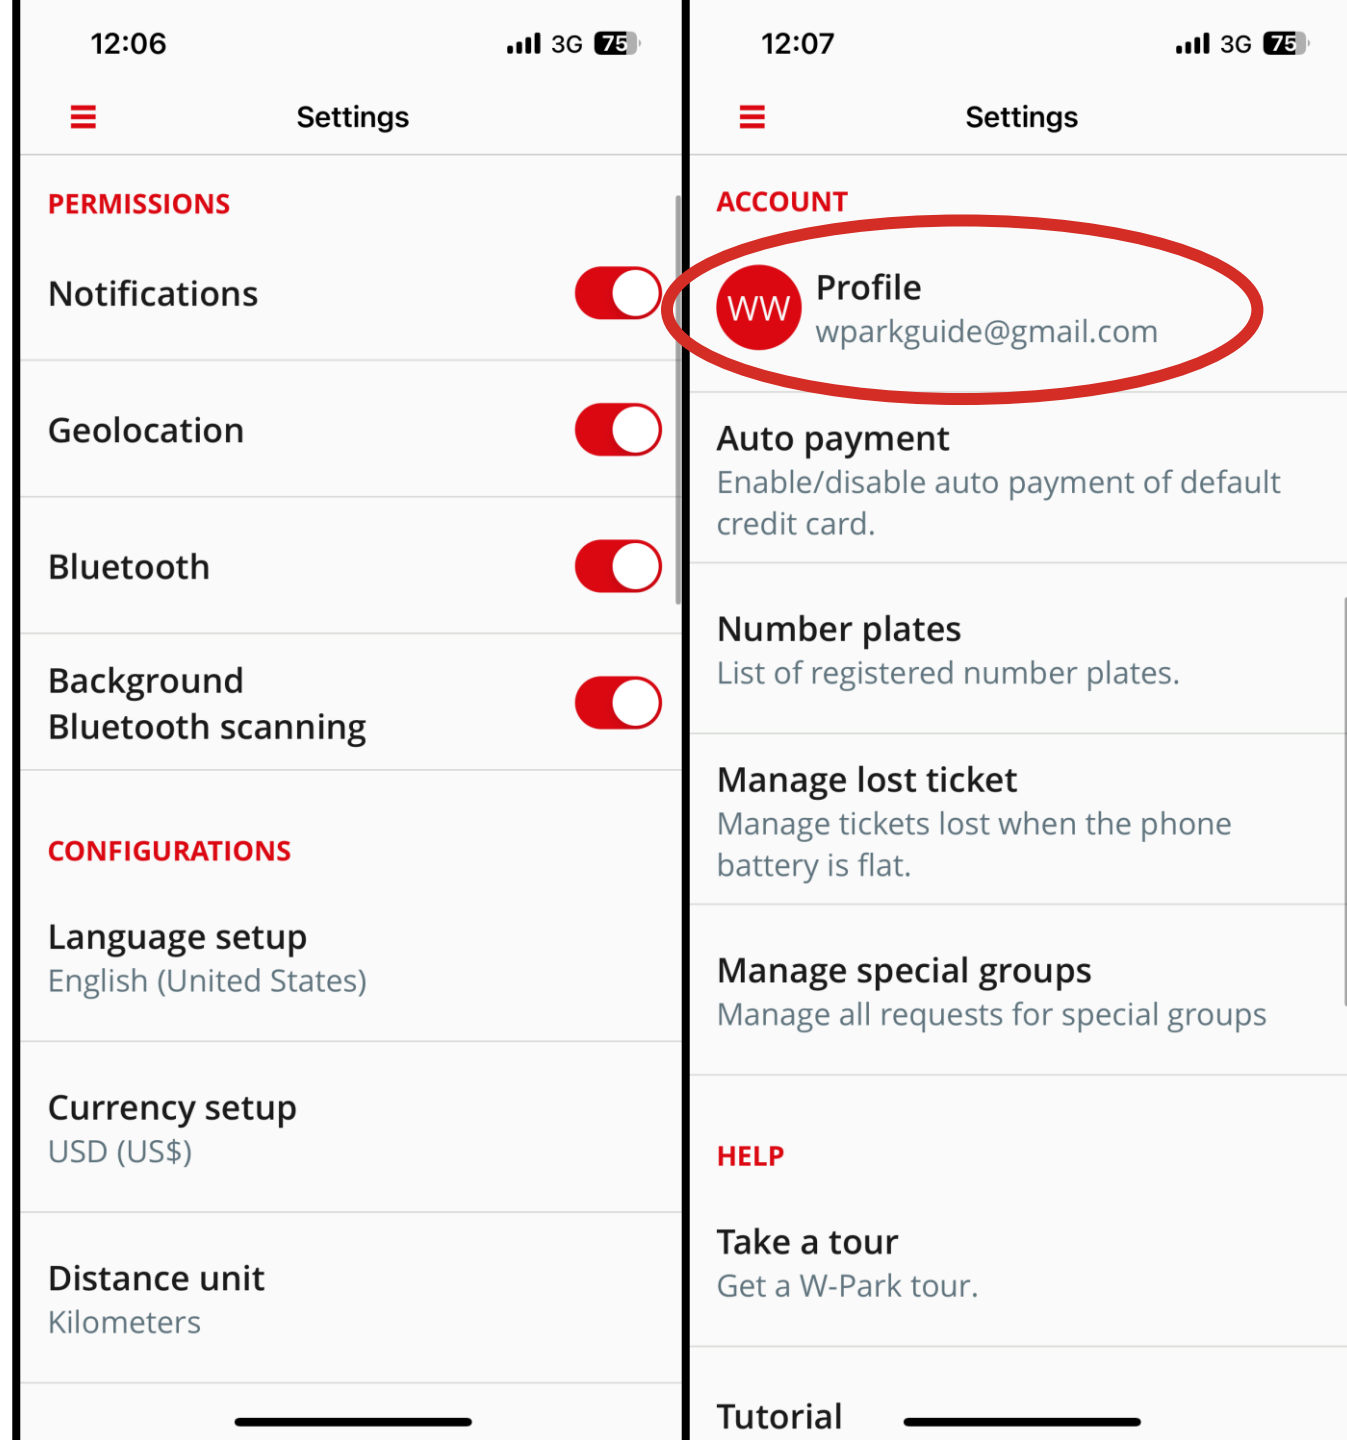 12:06
3G 75
Settings
PERMISSIONS
Notifications
Geolocation
Bluetooth
Background
Bluetooth scanning
CONFIGURATIONS
Language setup
English (United States)
Currency setup
USD (US$)
Distance unit
Kilometers
12:07
3G 75
Settings
ACCOUNT
WW
Profile
wparkguide@gmail.com
Auto payment
Enable/disable auto payment of default
credit card.
Number plates
List of registered number plates.
Manage lost ticket
Manage tickets lost when the phone
battery is flat.
Manage special groups
Manage all requests for special groups
HELP
Take a tour
Get a W-Park tour.
Tutorial